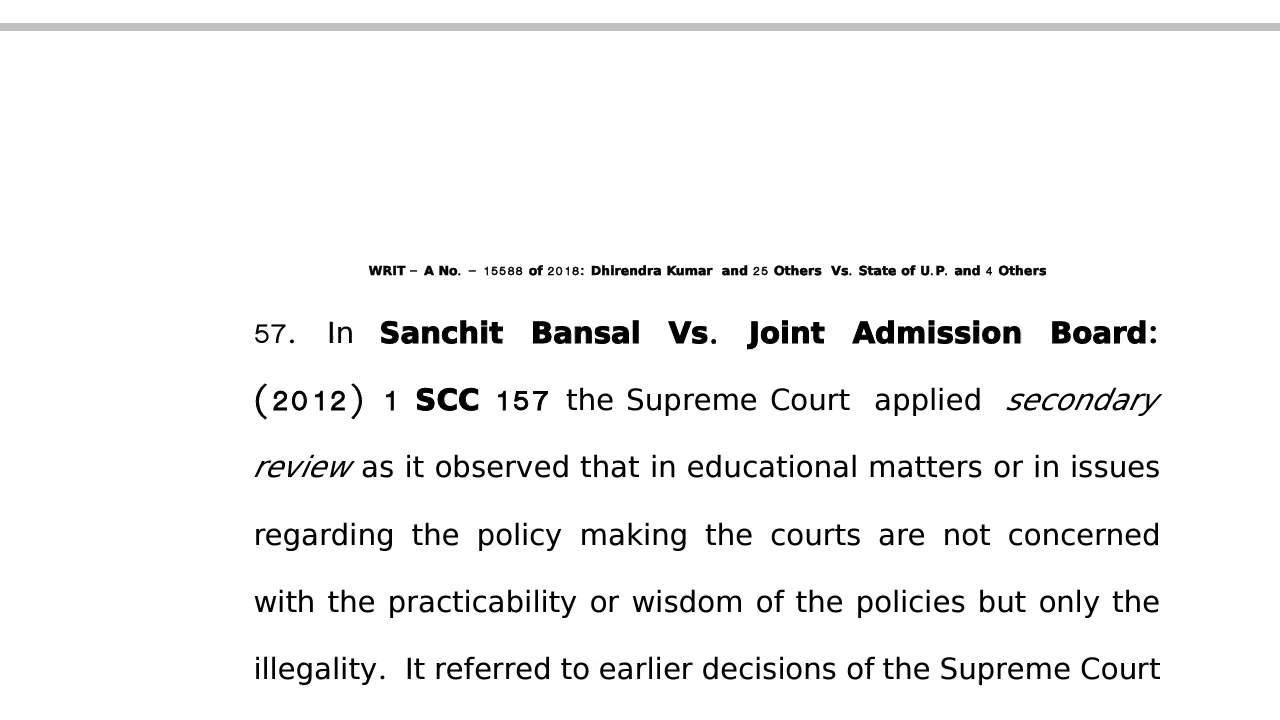 WRIT – A No. – 15588 of 2018: Dhirendra Kumar and 25 Others Vs. State of U.P. and 4 Others
57. In Sanchit Bansal Vs. Joint Admission Board:
(2012) 1 SCC 157 the Supreme Court applied secondary
review as it observed that in educational matters or in issues
regarding the policy making the courts are not concerned
with the practicability or wisdom of the policies but only the
illegality. It referred to earlier decisions of the Supreme Court